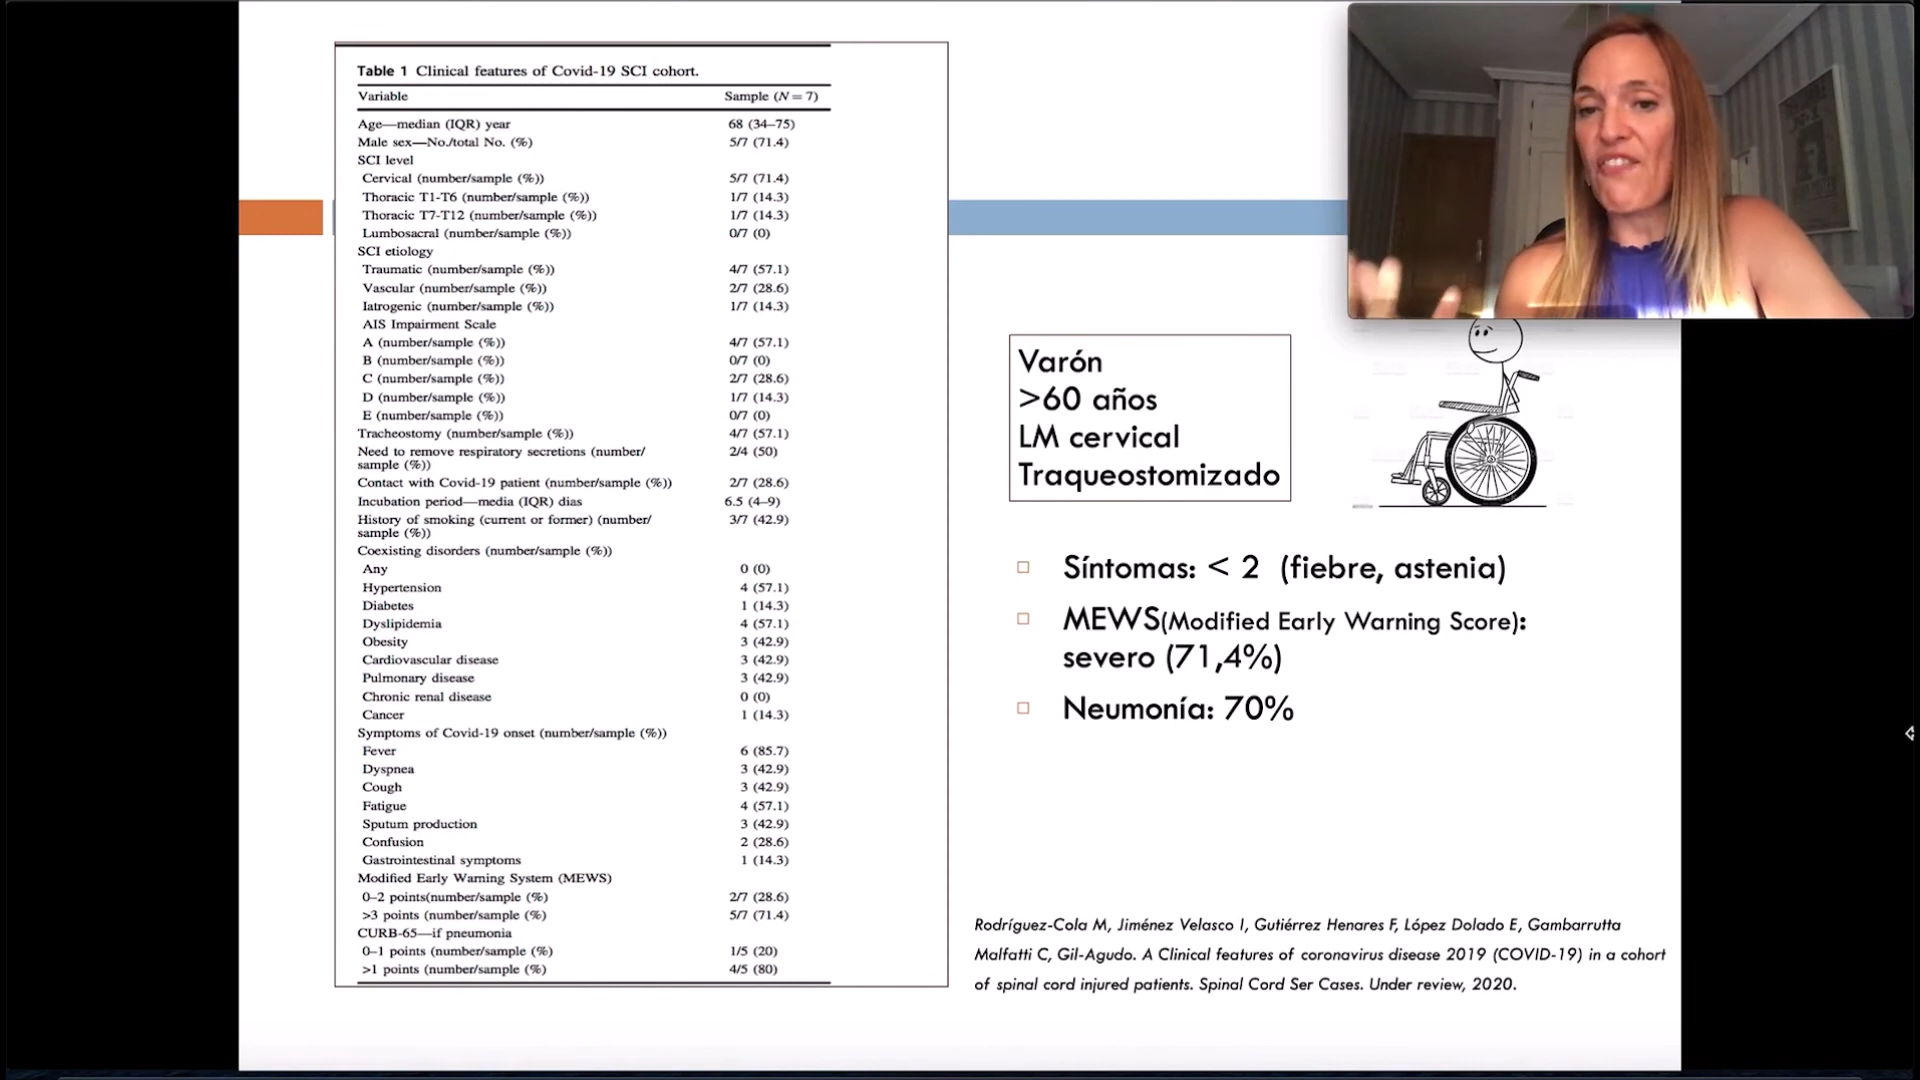 Table 1 Clinical features of Covid-19 SCI cohort.
Variable Sample (N = 7)
Age—median (IQR) year 68 (34–75)
Male sex—No./total No. (%) 5/7 (71.4)
SCI level
Cervical (number/sample (%)) 5/7 (71.4)
Thoracic T1-T6 (number/sample (%)) 1/7 (14.3)
Thoracic T7-T12 (number/sample (%)) 1/7 (14.3)
Lumbosacral (number/sample (%)) 0/7 (0)
SCI etiology
Traumatic (number/sample (%)) 4/7 (57.1)
Vascular (number/sample (%)) 2/7 (28.6)
Iatrogenic (number/sample (%)) 1/7 (14.3)
AIS Impairment Scale
A (number/sample (%)) 4/7 (57.1)
B (number/sample (%)) 0/7 (0)
C (number/sample (%)) 2/7 (28.6)
D (number/sample (%)) 1/7 (14.3)
E (number/sample (%)) 0/7 (0)
Tracheostomy (number/sample (%)) 4/7 (57.1)
Need to remove respiratory secretions (number/ 2/4 (50)
sample (%))
Contact with Covid-19 patient (number/sample (%)) 2/7 (28.6)
Incubation period—media (IQR) dias 6.5 (4–9)
History of smoking (current or former) (number/ 3/7 (42.9)
sample (%))
Coexisting disorders (number/sample (%))
Any 0 (0)
Hypertension 4 (57.1)
Diabetes 1 (14.3)
Dyslipidemia 4 (57.1)
Obesity 3 (42.9)
Cardiovascular disease 3 (42.9)
Pulmonary disease 3 (42.9)
Chronic renal disease 0 (0)
Cancer 1 (14.3)
Symptoms of Covid-19 onset (number/sample (%))
Fever 6 (85.7)
Dyspnea 3 (42.9)
Cough 3 (42.9)
Fatigue 4 (57.1)
Sputum production 3 (42.9)
Confusion 2 (28.6)
Gastrointestinal symptoms 1 (14.3)
Modified Early Warning System (MEWS)
0–2 points(number/sample (%) 2/7 (28.6)
>3 points (number/sample (%) 5/7 (71.4)
CURB-65—if pneumonia
0–1 points (number/sample (%) 1/5 (20)
>1 points (number/sample (%) 4/5 (80)
Varón
>60 años
LM cervical
Traqueostomizado
Síntomas: < 2 (fiebre, astenia)
MEWS(Modified Early Warning Score):
severo (71,4%)
Neumonía: 70%
Rodríguez-Cola M, Jiménez Velasco I, Gutiérrez Henares F, López Dolado E, Gambarrutta
Malfatti C, Gil-Agudo. A Clinical features of coronavirus disease 2019 (COVID-19) in a cohort
of spinal cord injured patients. Spinal Cord Ser Cases. Under review, 2020.